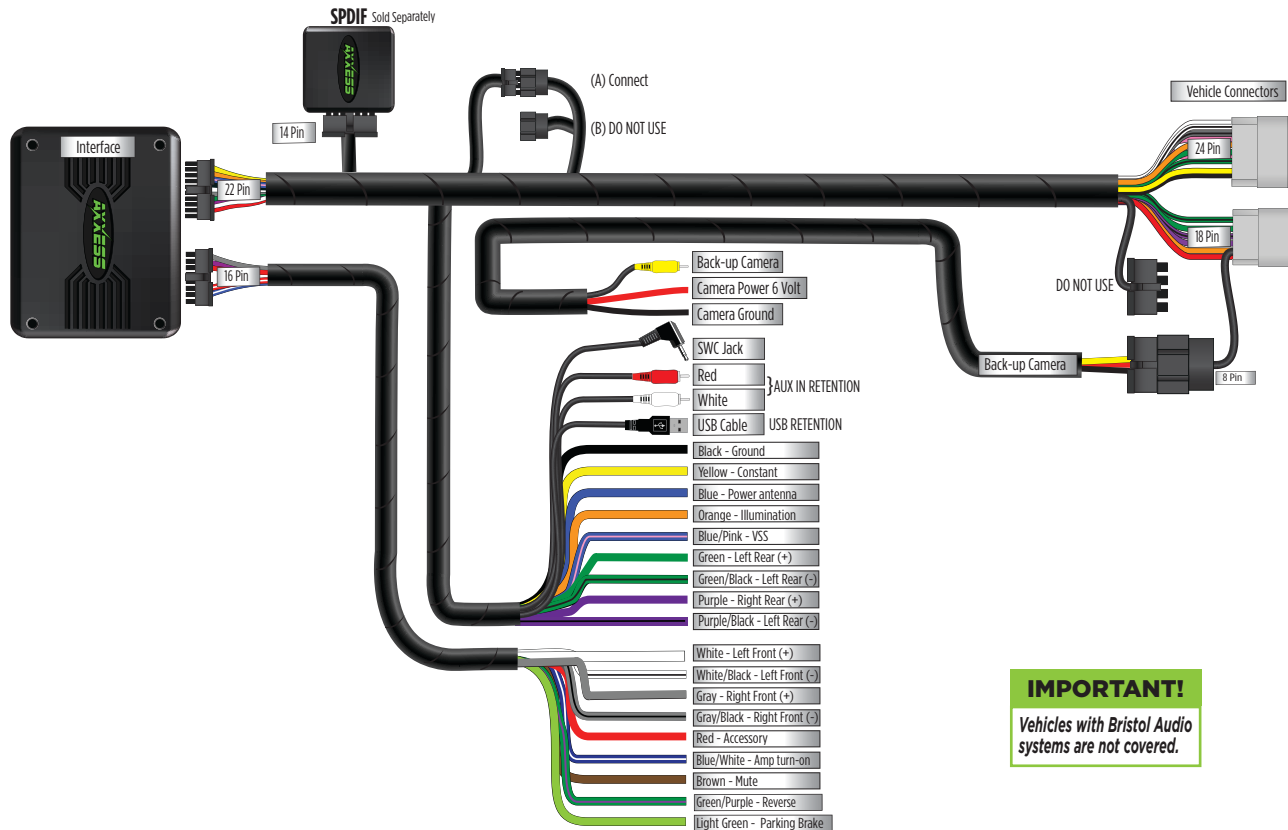 SPDIF Sold Separately
AXXESS
14 Pin
(A) Connect
(B) DO NOT USE
Vehicle Connectors
Interface
AXXESS
22 Pin
24 Pin
16 Pin
18 Pin
DO NOT USE
Back-up Camera
8 Pin
Back-up Camera
Camera Power 6 Volt
Camera Ground
SWC Jack
Red
White
}AUX IN RETENTION
USB Cable USB RETENTION
Black - Ground
Yellow - Constant
Blue - Power antenna
Orange - Illumination
Blue/Pink - VSS
Green - Left Rear (+)
Green/Black - Left Rear (-)
Purple - Right Rear (+)
Purple/Black - Left Rear (-)
White - Left Front (+)
White/Black - Left Front (-)
Gray - Right Front (+)
Gray/Black - Right Front (-)
Red - Accessory
Blue/White - Amp turn-on
Brown - Mute
Green/Purple - Reverse
Light Green - Parking Brake
IMPORTANT!
Vehicles with Bristol Audio
systems are not covered.